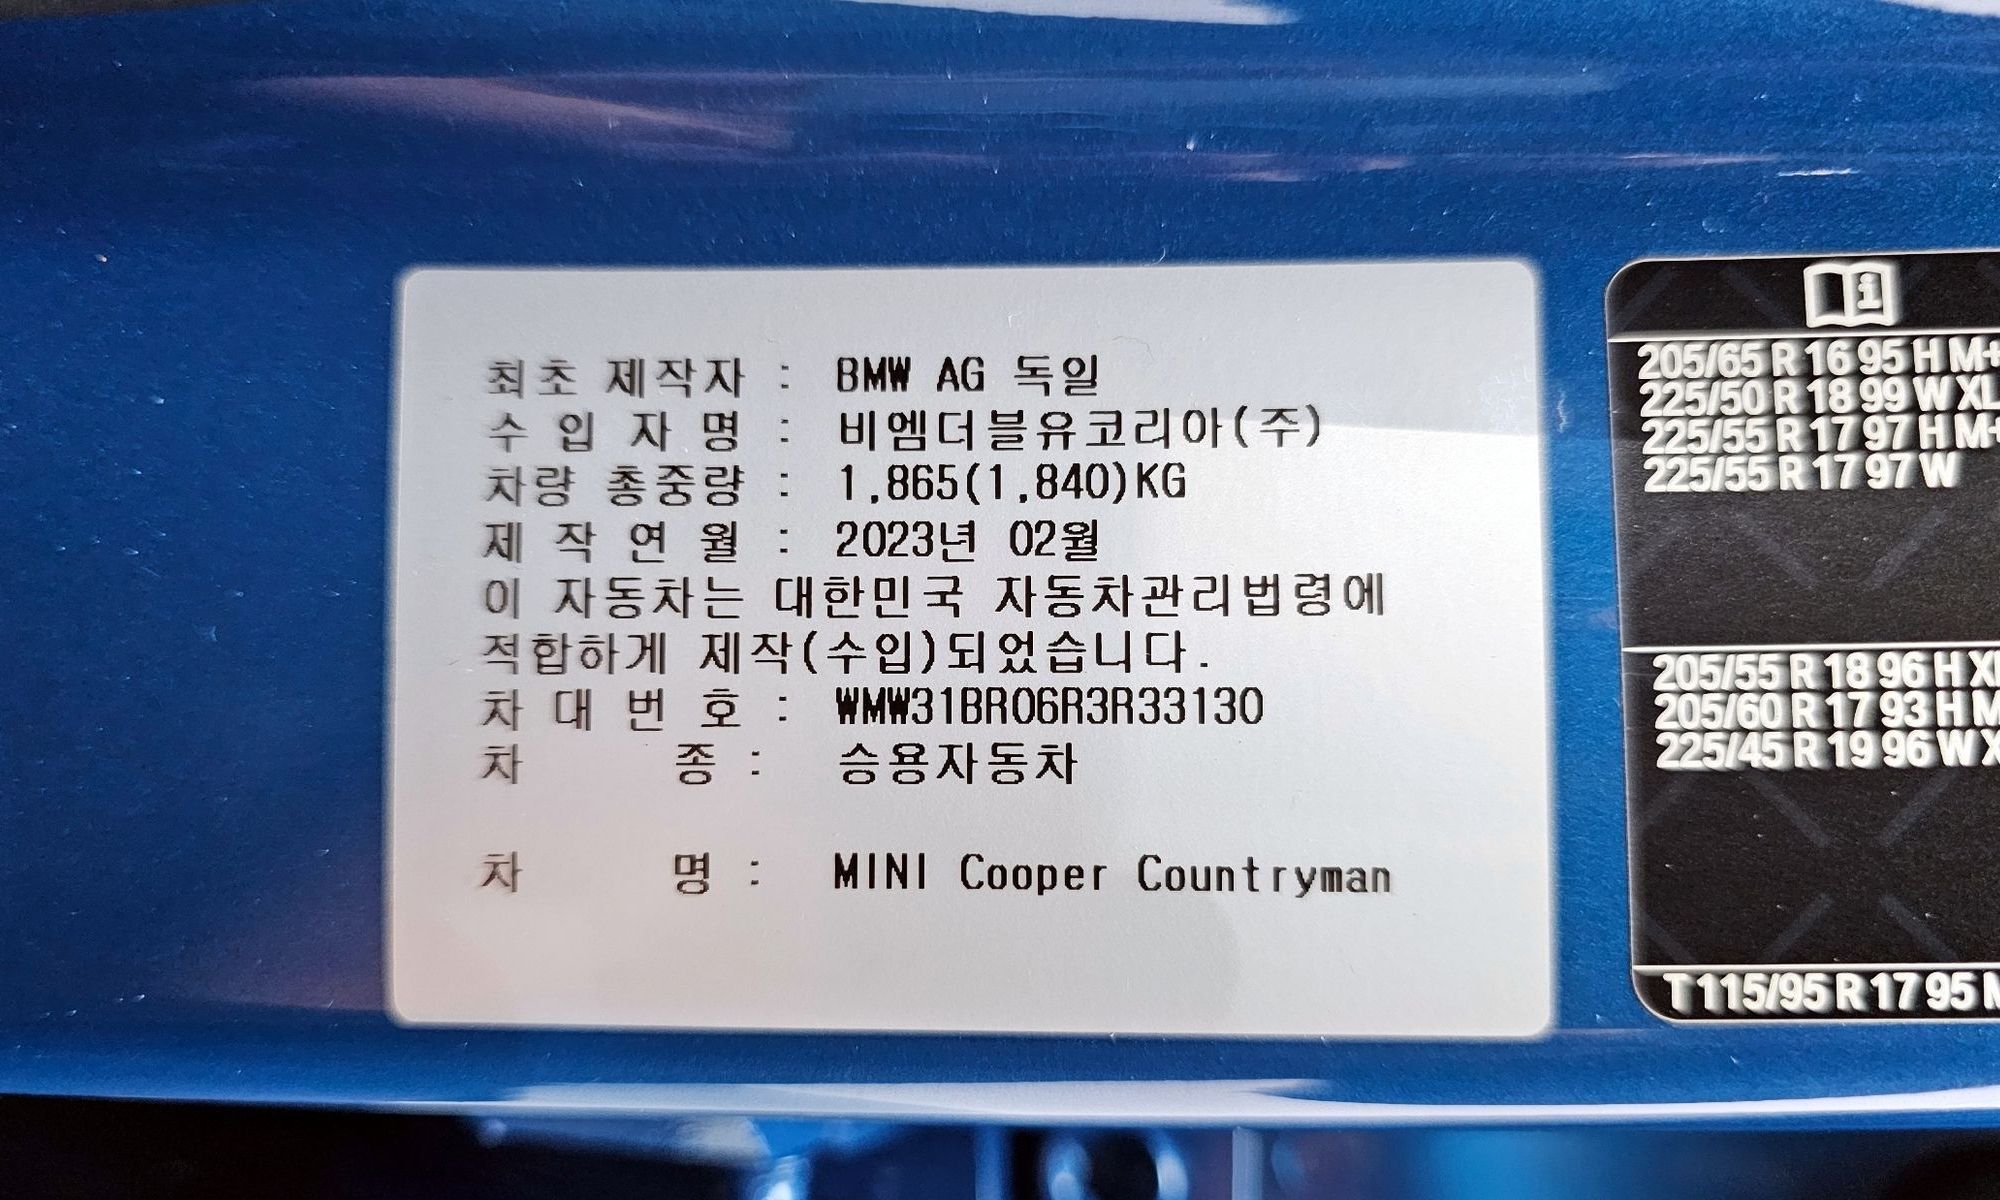 최초 제작자 : BMW AG 독일
수 입 자 명 : 비엠더블유코리아(주)
차량 총중량 : 1,865(1,840)KG
제 작 연 월 : 2023년 02월
이 자동차는 대한민국 자동차관리법령에
적합하게 제작(수입)되었습니다.
차 대 번 호 : WMW31BR06R3R33130
차 종 : 승용자동차
차 명 : MINI Cooper Countryman
205/65 R 16 95 H M+
225/50 R 18 99 W XL
225/55 R 17 97 H M+
225/55 R 17 97 W
205/55 R 18 96 H XL
205/60 R 17 93 H M
225/45 R 19 96 W X
T 115/95 R 17 95 M